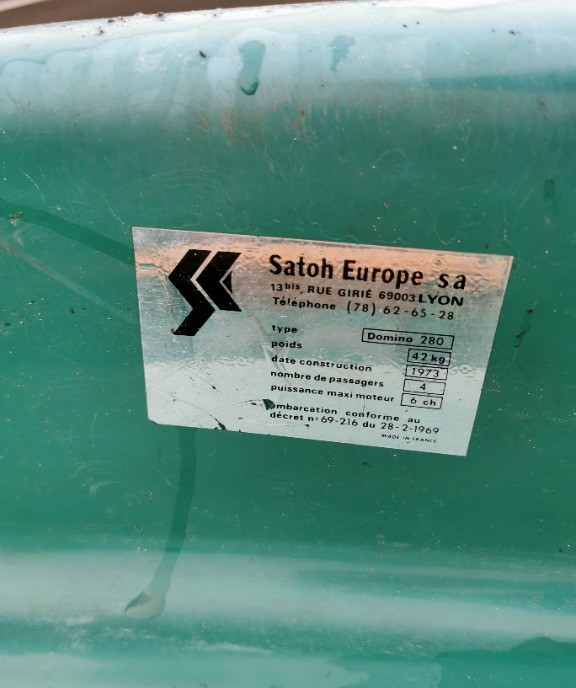 Satoh Europe sa
13bis, RUE GIRIÉ 69003 LYON
Téléphone (78) 62-65-28
type Domino 280
poids 42 kg
date construction 1973
nombre de passagers 4
puissance maxi moteur 6 ch
embarcation conforme au
décret n° 69-216 du 28-2-1969
MADE IN FRANCE